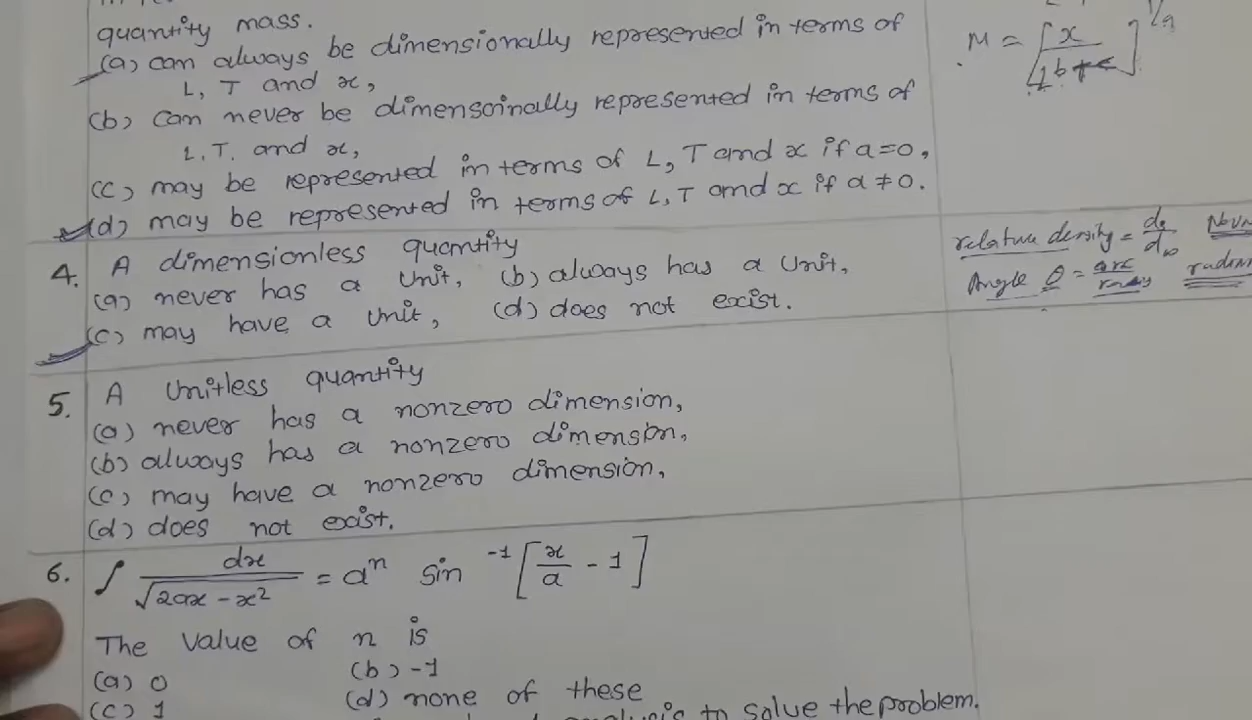 quantity mass.
(a) can always be dimensionally represented in terms of
L, T and x,
(b) can never be dimensoinally represented in terms of
L.T. and x,
(c) may be represented in terms of L, T and x if a=0,
(d) may be represented in terms of L, T and x if a ≠ 0.
M = [x
4. A dimensionless quantity
(a) never has a unit, (b) always has a unit,
(c) may have a unit, (d) does not exist.
relative density =
Angle θ = arc
5. A unitless quantity
(a) never has a nonzero dimension,
(b) always has a nonzero dimension,
(c) may have a nonzero dimension,
(d) does not exist.
6. ∫ dx / √2ax - x² = aⁿ sin⁻¹ [x/a - 1]
The value of n is
(a) 0 (b) -1
(c) 1 (d) none of these
to solve the problem.